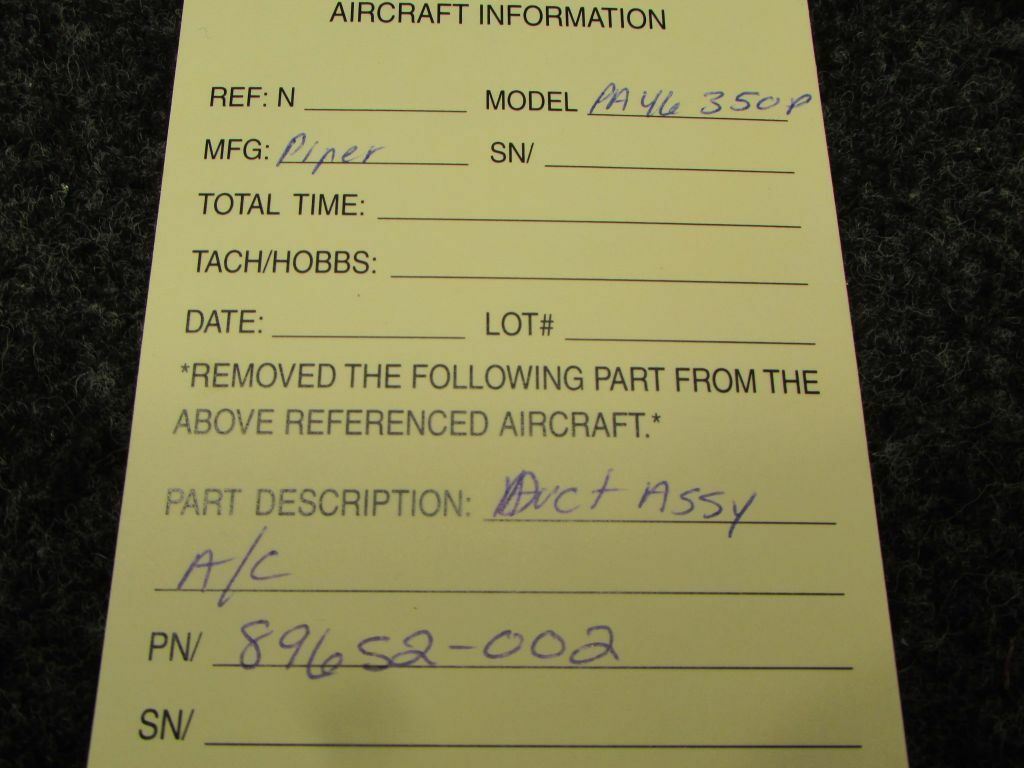 AIRCRAFT INFORMATION
REF: N MODEL PA46 350P
MFG: Piper SN/
TOTAL TIME:
TACH/HOBBS:
DATE: LOT#
*REMOVED THE FOLLOWING PART FROM THE
ABOVE REFERENCED AIRCRAFT.*
PART DESCRIPTION: Duct Assy
A/C
PN/ 89652-002
SN/